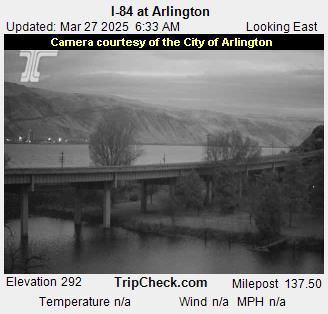 I-84 at Arlington
Updated: Mar 27 2025 6:33 AM Looking East
Camera courtesy of the City of Arlington
Elevation 292 TripCheck.com Milepost 137.50
Temperature n/a Wind n/a MPH n/a